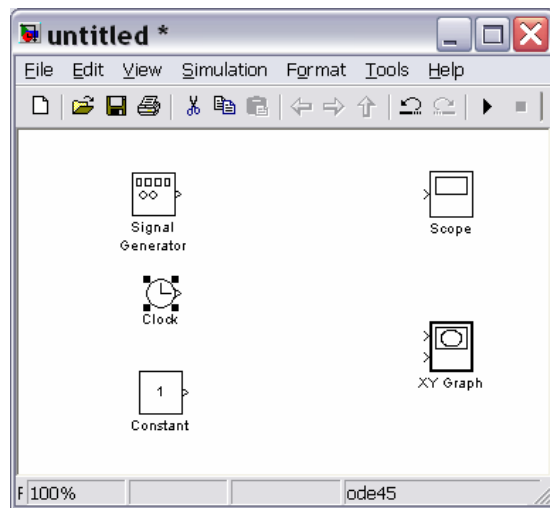 untitled *
File Edit View Simulation Format Tools Help
Signal
Generator
Scope
Clock
XY Graph
1
Constant
F 100% ode45